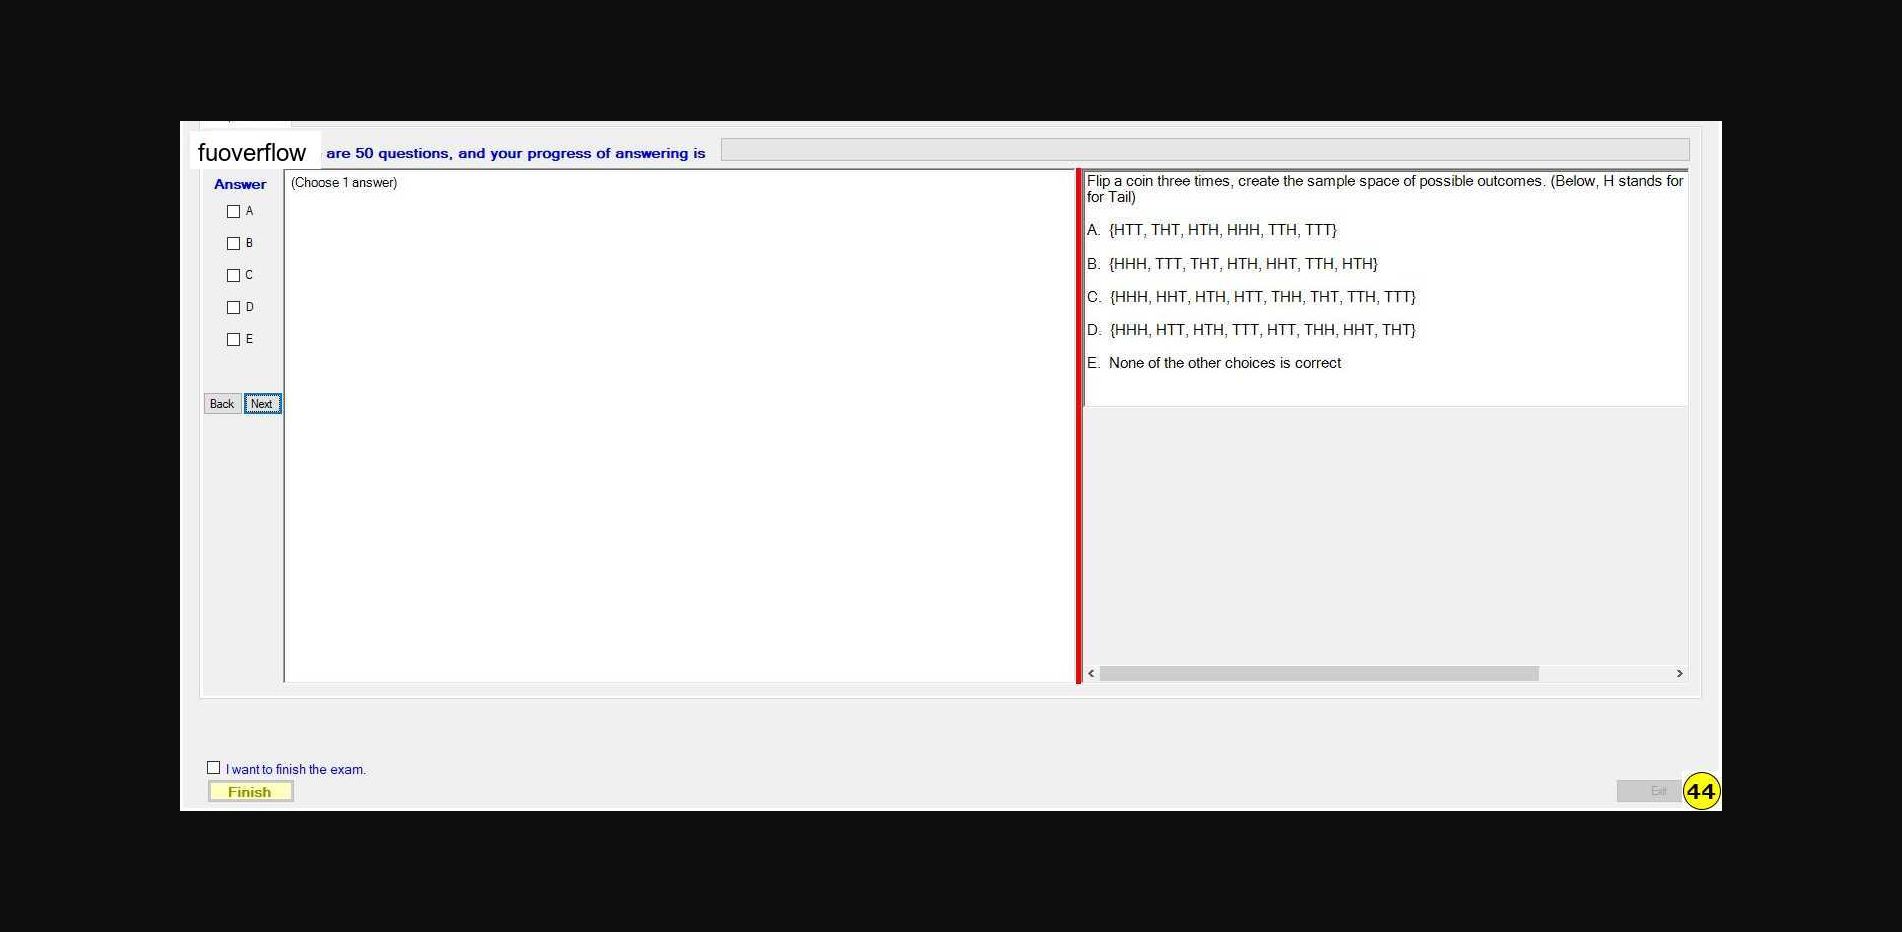 fuoverflow are 50 questions, and your progress of answering is
Answer
A
B
C
D
E
Back Next
(Choose 1 answer)
Flip a coin three times, create the sample space of possible outcomes. (Below, H stands for
for Tail)
A. {HTT, THT, HTH, HHH, TTH, TTT}
B. {HHH, TTT, THT, HTH, HHT, TTH, HTH}
C. {HHH, HHT, HTH, HTT, THH, THT, TTH, TTT}
D. {HHH, HTT, HTH, TTT, HTT, THH, HHT, THT}
E. None of the other choices is correct
I want to finish the exam.
Finish
Exit
44